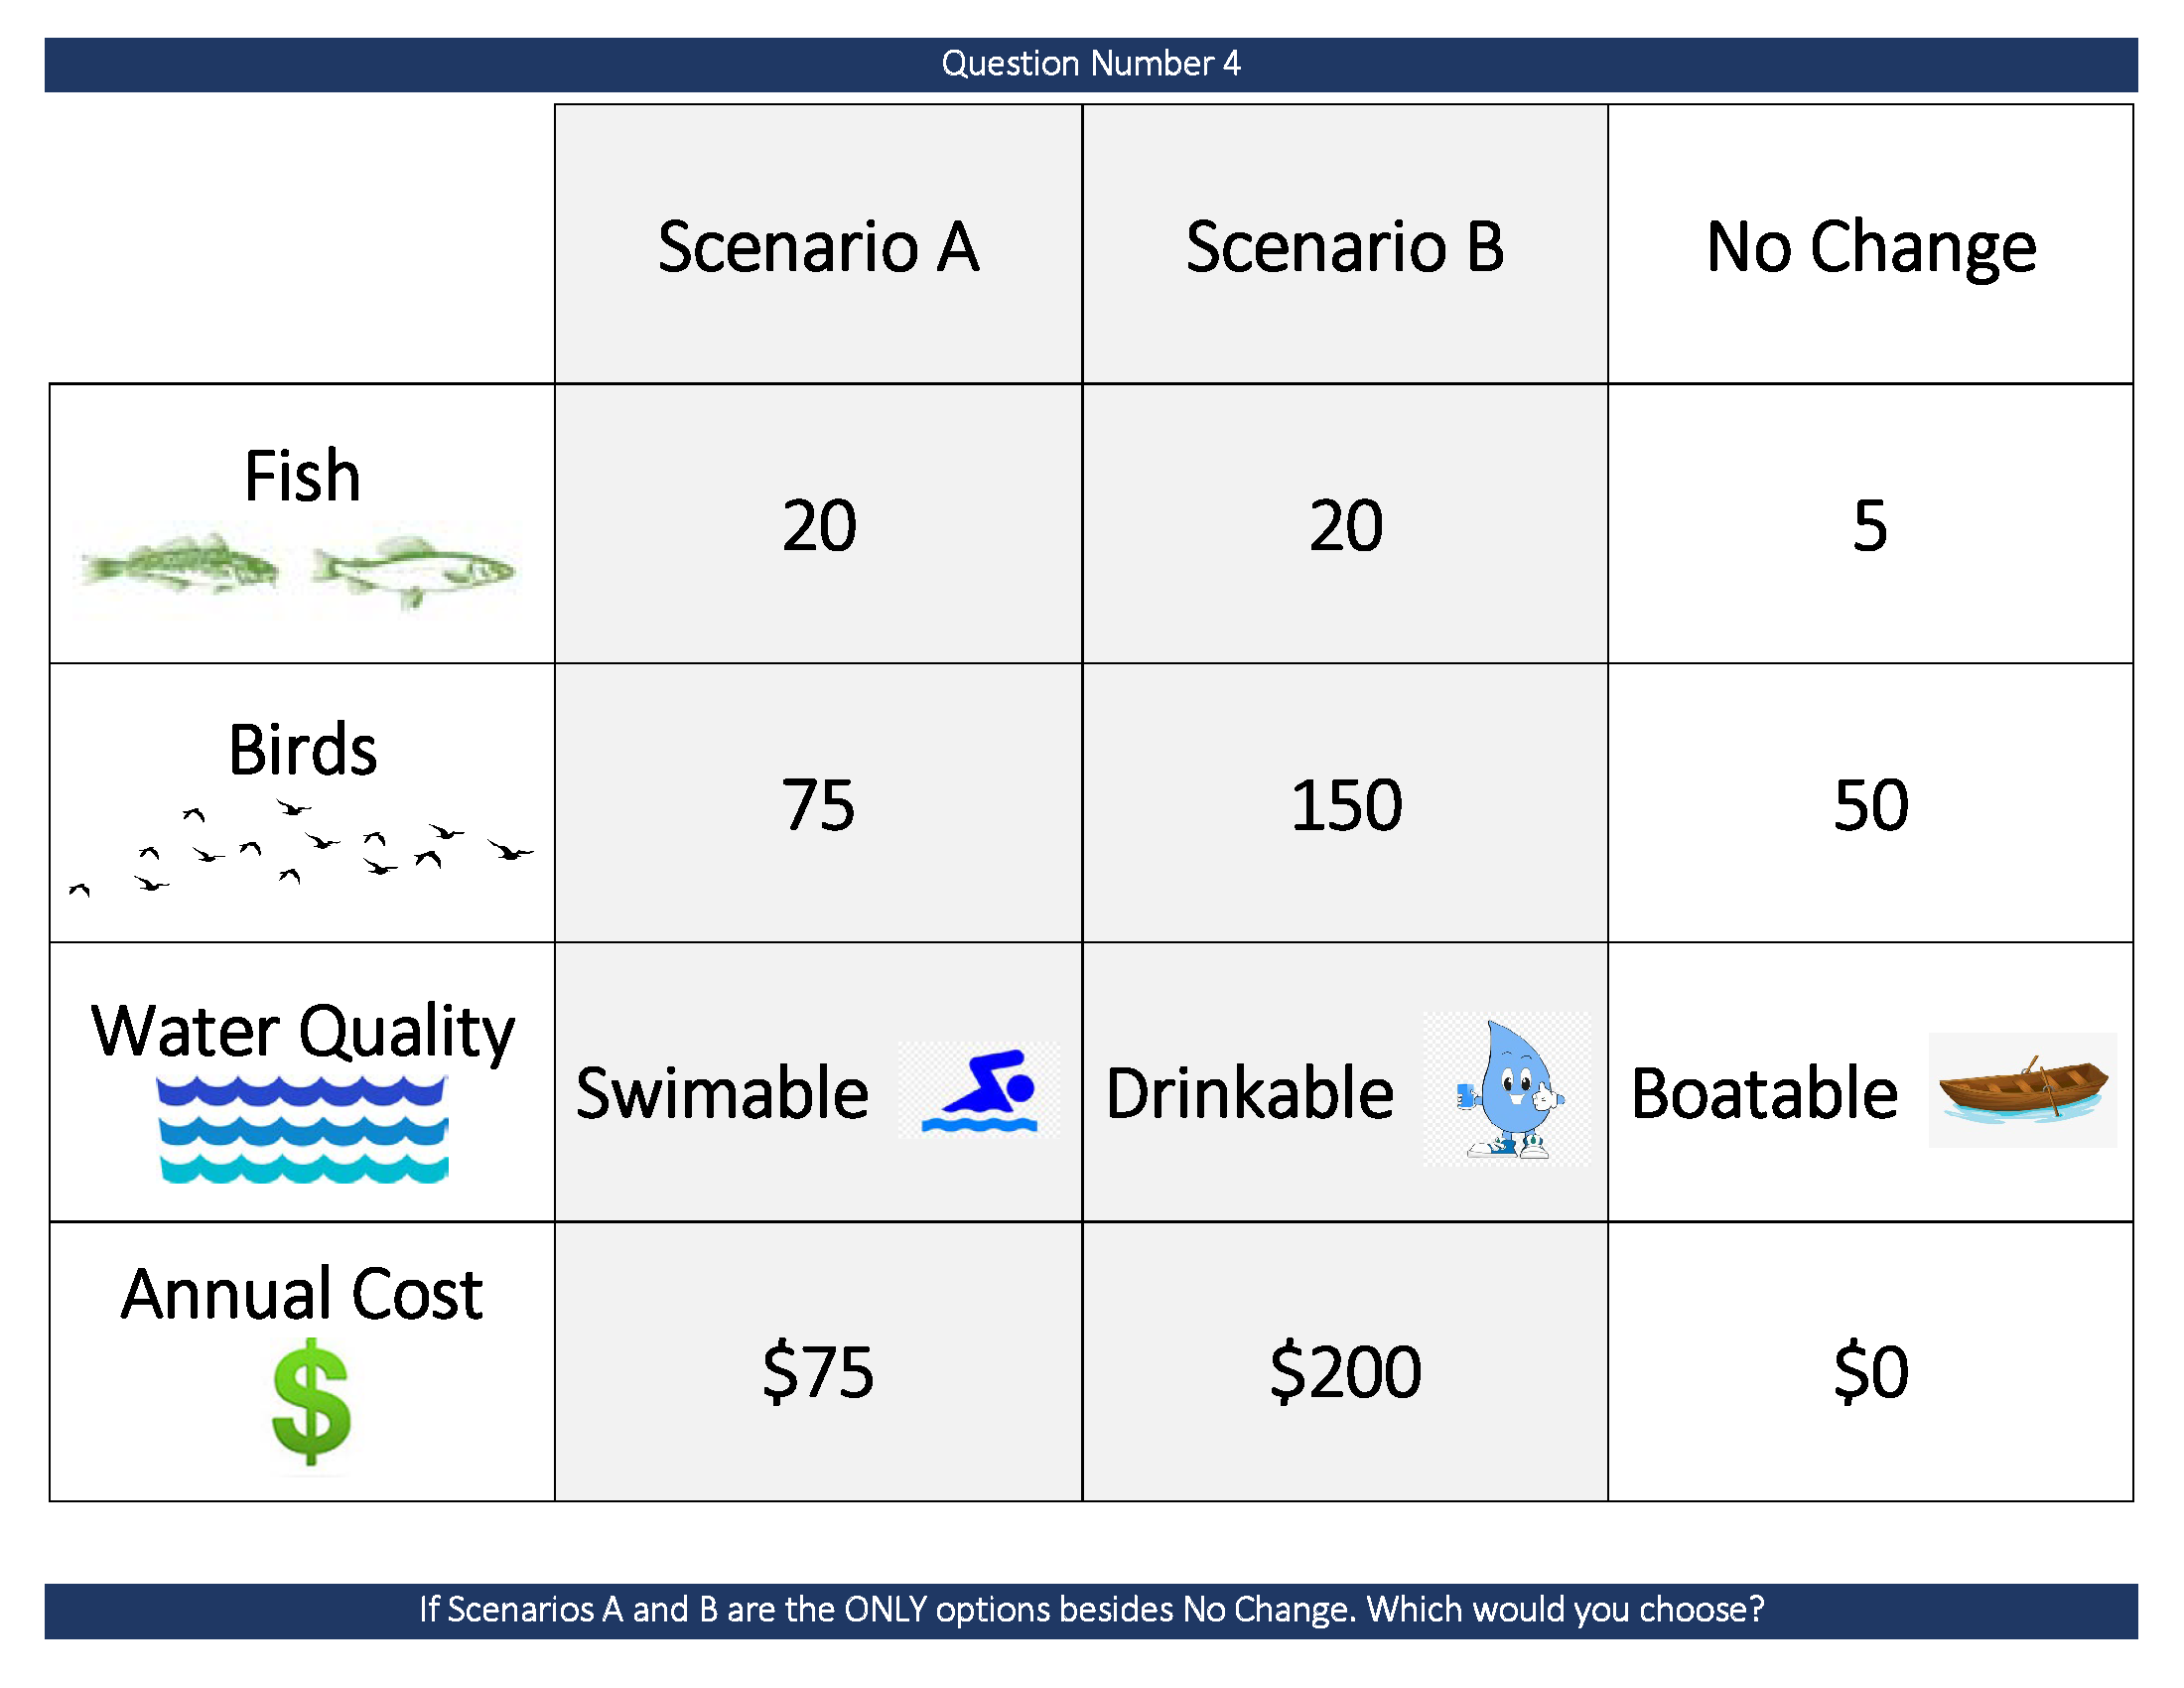 Question Number 4
Scenario A Scenario B No Change
Fish 20 20 5
Birds 75 150 50
Water Quality Swimable Drinkable Boatable
Annual Cost $75 $200 $0
$
If Scenarios A and B are the ONLY options besides No Change. Which would you choose?